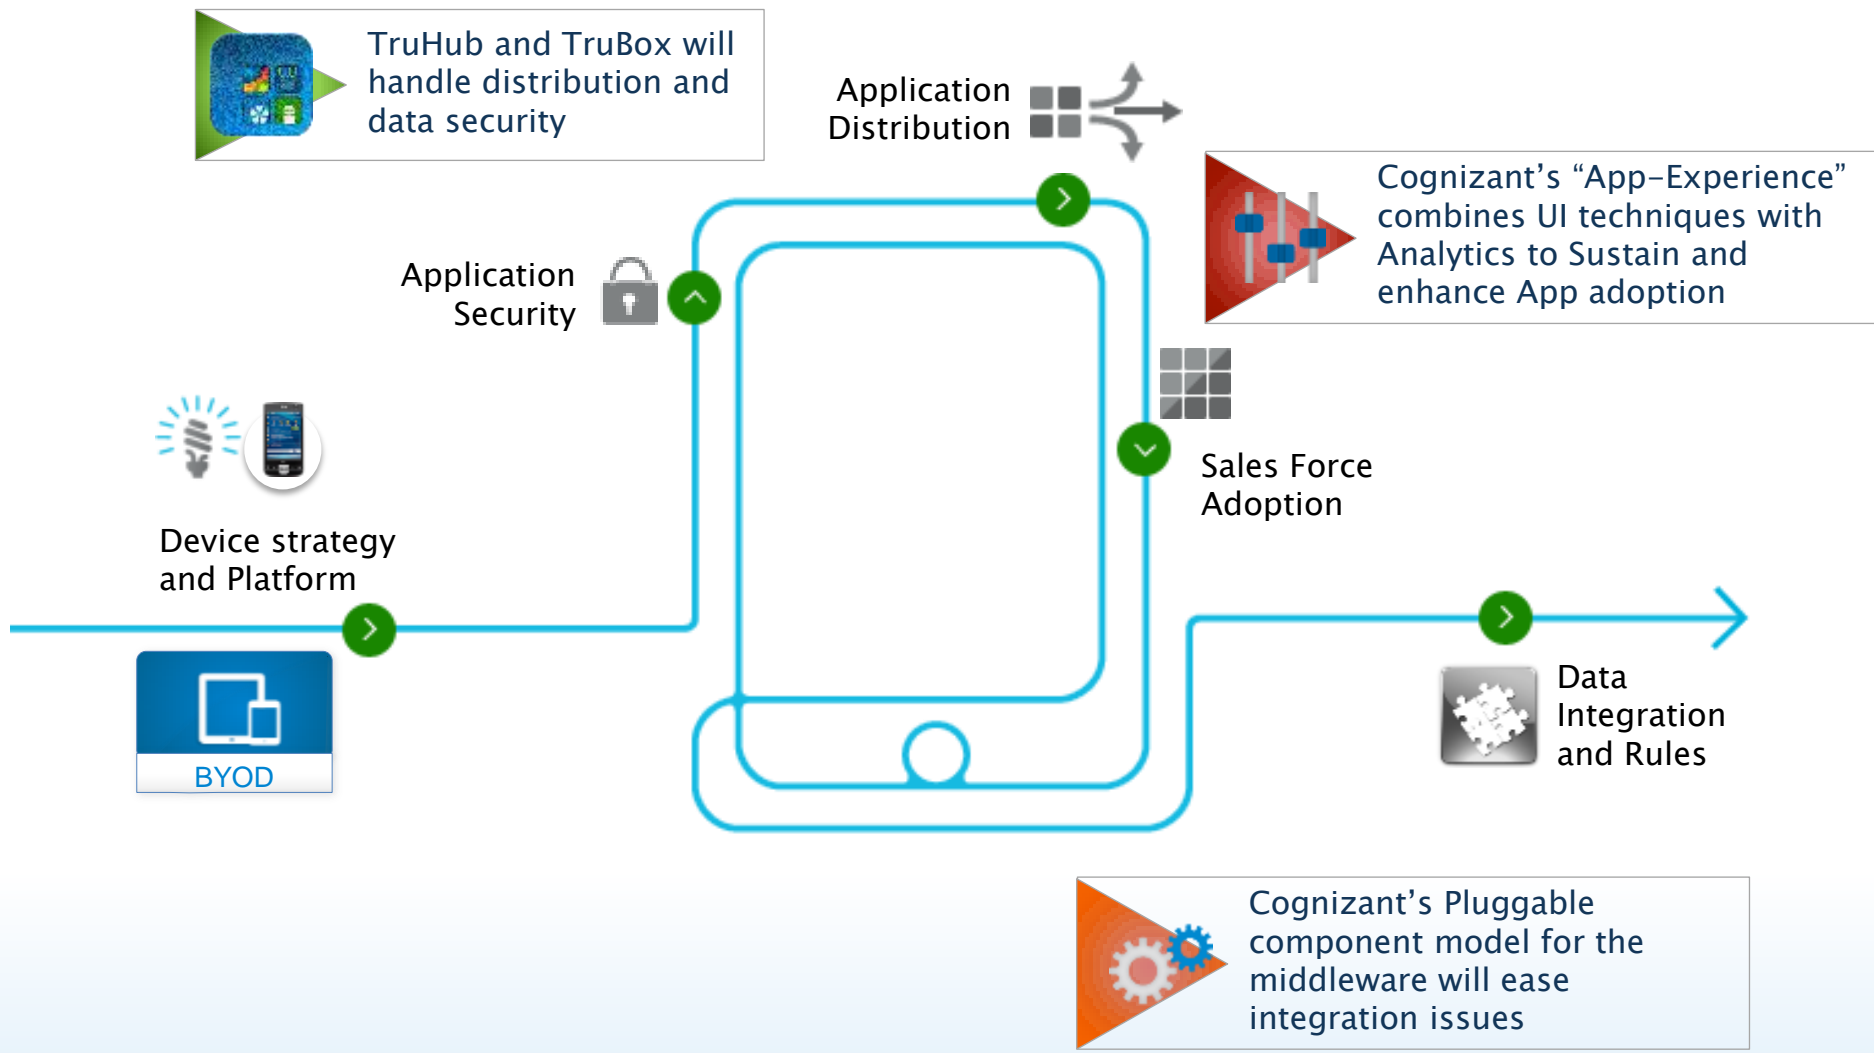 TruHub and TruBox will
handle distribution and
data security
Application
Distribution
Cognizant’s “App-Experience”
combines UI techniques with
Analytics to Sustain and
enhance App adoption
Application
Security
Sales Force
Adoption
Device strategy
and Platform
BYOD
Data
Integration
and Rules
Cognizant’s Pluggable
component model for the
middleware will ease
integration issues